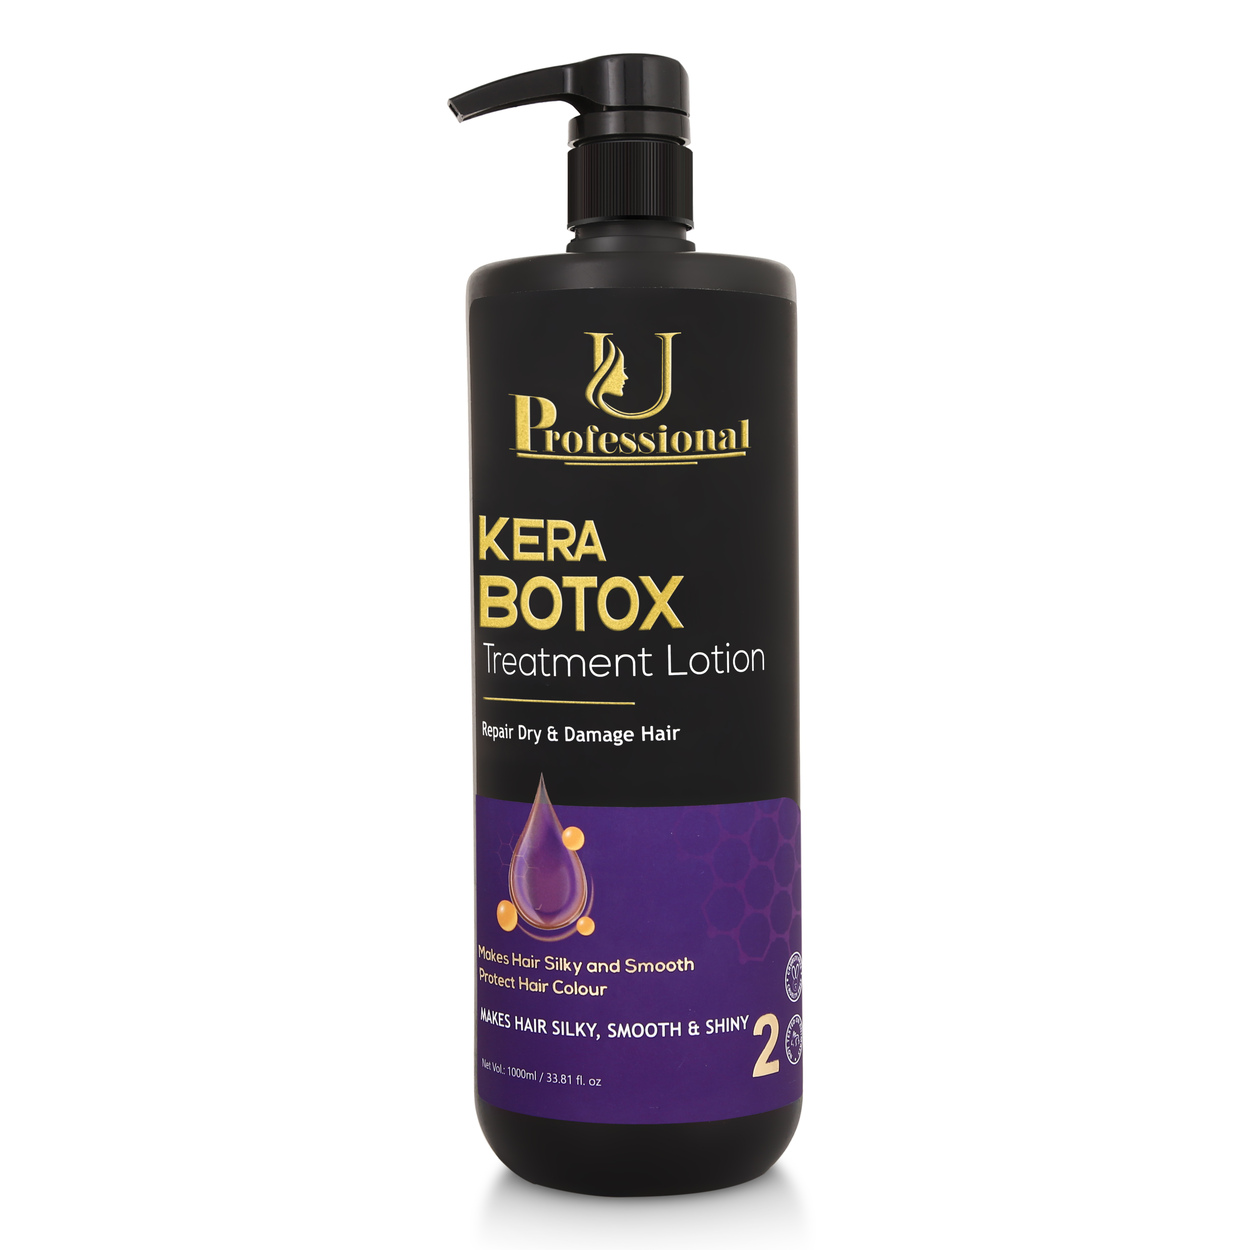 U
Professional
KERA
BOTOX
Treatment Lotion
Repair Dry & Damage Hair
Makes Hair Silky and Smooth
Protect Hair Colour
MAKES HAIR SILKY, SMOOTH & SHINY
2
Net Vol.: 1000ml / 33.81 fl. oz